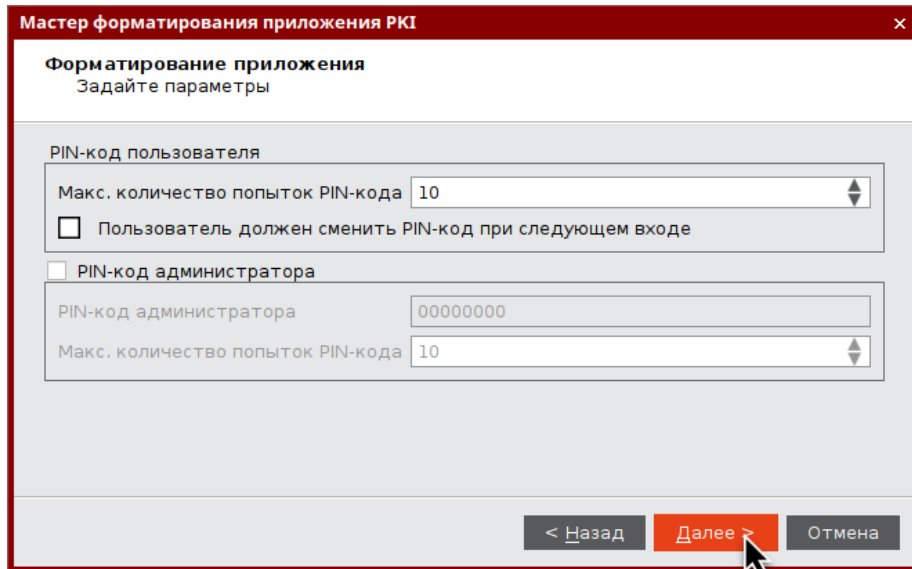 Мастер форматирования приложения PKI
Форматирование приложения
Задайте параметры
PIN-код пользователя
Макс. количество попыток PIN-кода 10
Пользователь должен сменить PIN-код при следующем входе
PIN-код администратора
PIN-код администратора 00000000
Макс. количество попыток PIN-кода 10
< Назад Далее > Отмена